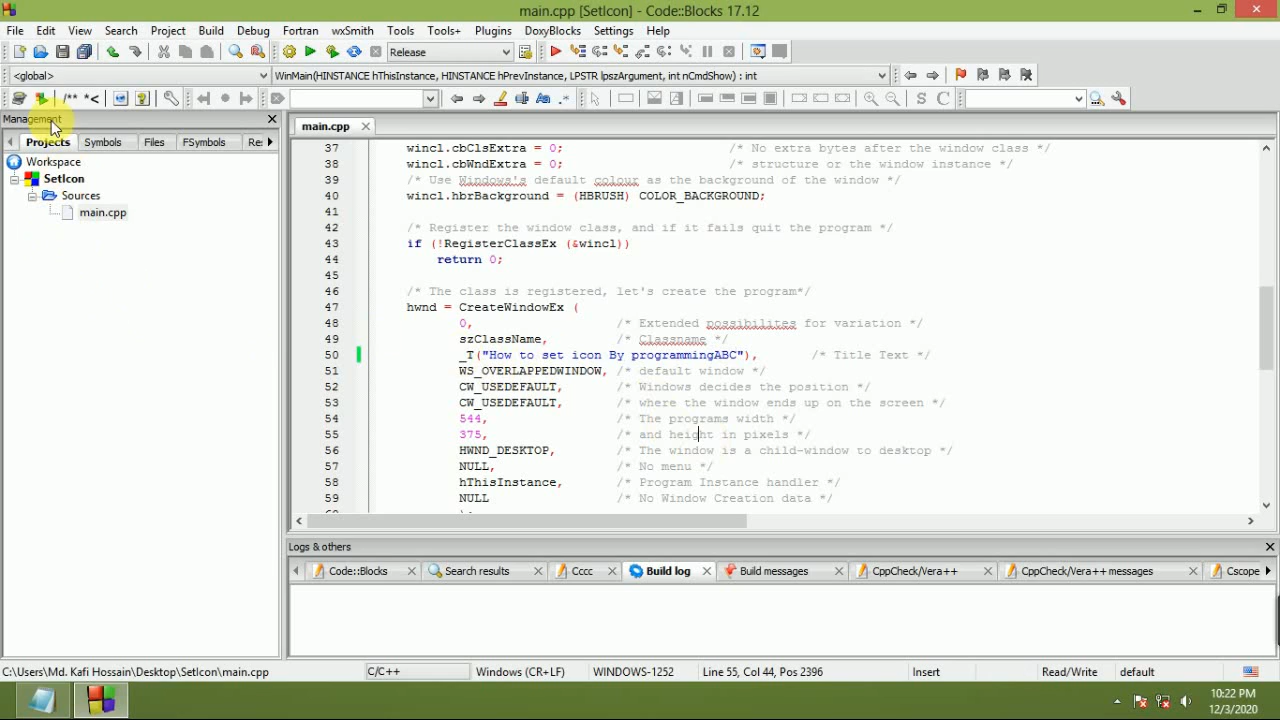 main.cpp [SetIcon] - Code::Blocks 17.12
File Edit View Search Project Build Debug Fortran wxSmith Tools Tools+ Plugins DoxyBlocks Settings Help
Release
<global> WinMain(HINSTANCE hThisInstance, HINSTANCE hPrevInstance, LPSTR lpszArgument, int nCmdShow) : int
/** *< .* S C
Management
Projects Symbols Files FSymbols Re:
Workspace
SetIcon
Sources
main.cpp
main.cpp
37 wincl.cbClsExtra = 0; /* No extra bytes after the window class */
38 wincl.cbWndExtra = 0; /* structure or the window instance */
39 /* Use Windows's default colour as the background of the window */
40 wincl.hbrBackground = (HBRUSH) COLOR_BACKGROUND;
41
42 /* Register the window class, and if it fails quit the program */
43 if (!RegisterClassEx (&wincl))
44 return 0;
45
46 /* The class is registered, let's create the program*/
47 hwnd = CreateWindowEx (
48 0, /* Extended possibilites for variation */
49 szClassName, /* Classname */
50 _T("How to set icon By programmingABC"), /* Title Text */
51 WS_OVERLAPPEDWINDOW, /* default window */
52 CW_USEDEFAULT, /* Windows decides the position */
53 CW_USEDEFAULT, /* where the window ends up on the screen */
54 544, /* The programs width */
55 375, /* and height in pixels */
56 HWND_DESKTOP, /* The window is a child-window to desktop */
57 NULL, /* No menu */
58 hThisInstance, /* Program Instance handler */
59 NULL /* No Window Creation data */
Logs & others
Code::Blocks Search results Cccc Build log Build messages CppCheck/Vera++ CppCheck/Vera++ messages Cscope
C:\Users\Md. Kafi Hossain\Desktop\SetIcon\main.cpp C/C++ Windows (CR+LF) WINDOWS-1252 Line 55, Col 44, Pos 2396 Insert Read/Write default
10:22 PM
12/3/2020